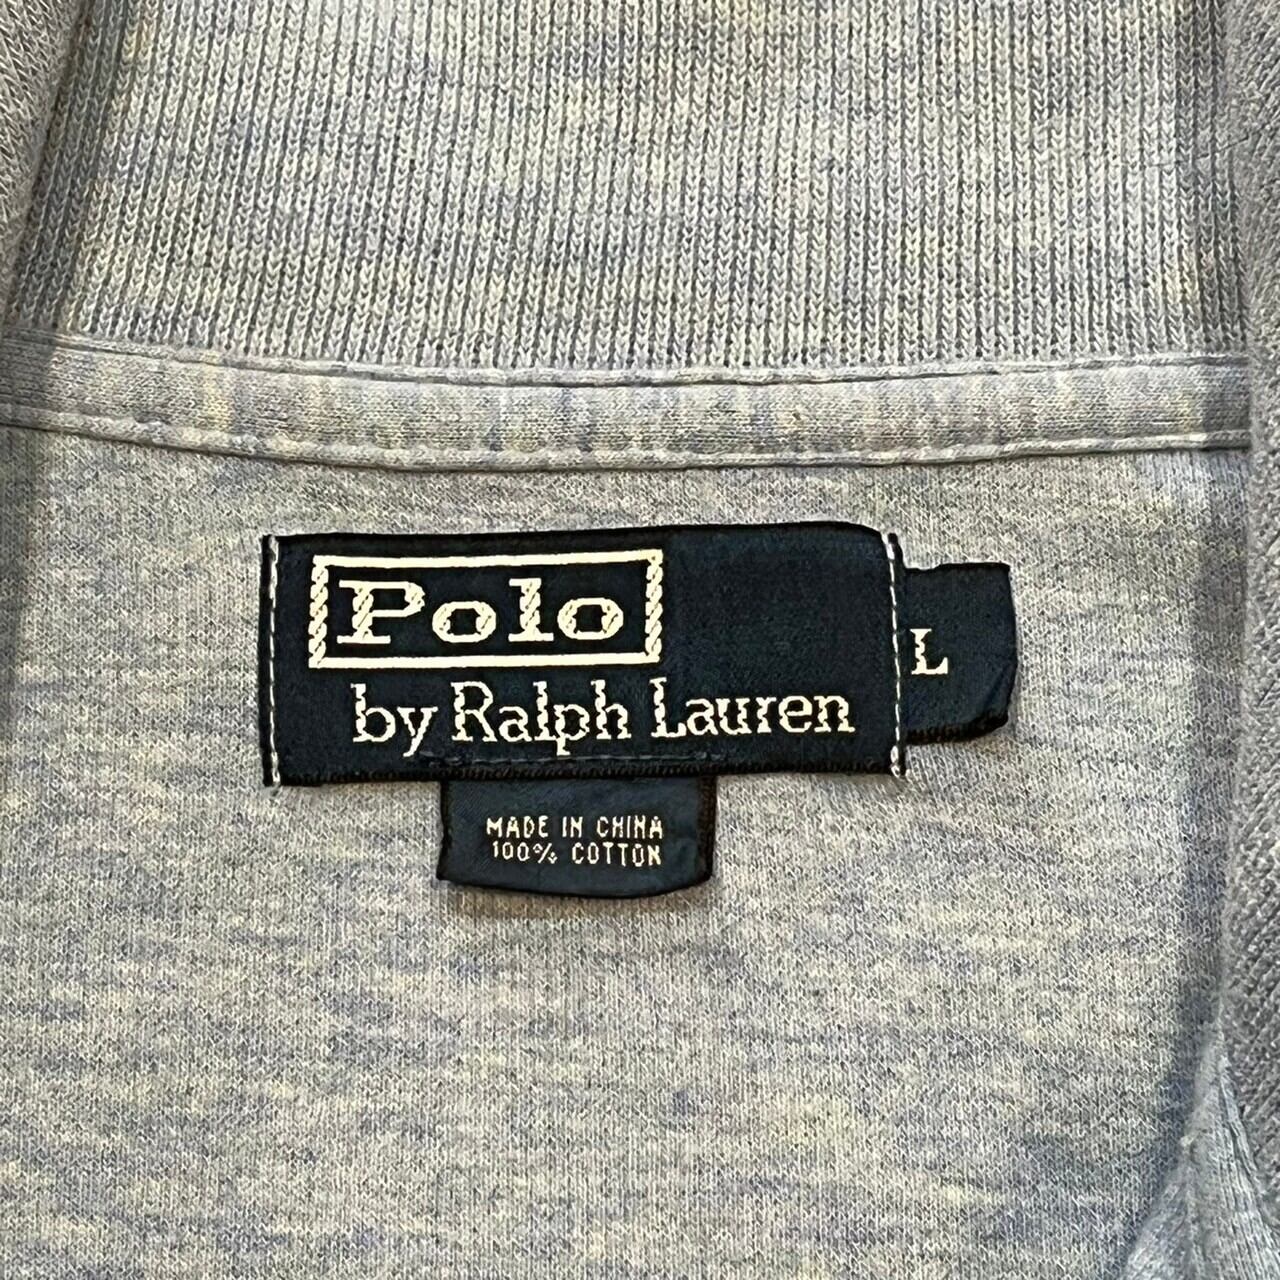 Polo
by Ralph Lauren
L
MADE IN CHINA
100% COTTON